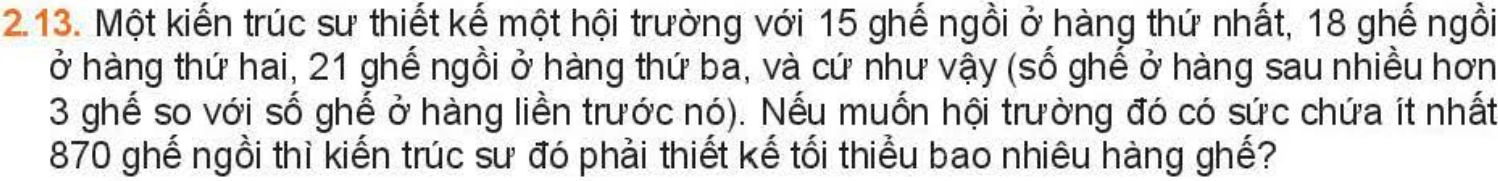 2.13. Một kiến trúc sư thiết kế một hội trường với 15 ghế ngồi ở hàng thứ nhất, 18 ghế ngồi
ở hàng thứ hai, 21 ghế ngồi ở hàng thứ ba, và cứ như vậy (số ghế ở hàng sau nhiều hơn
3 ghế so với số ghế ở hàng liền trước nó). Nếu muốn hội trường đó có sức chứa ít nhất
870 ghế ngồi thì kiến trúc sư đó phải thiết kế tối thiểu bao nhiêu hàng ghế?